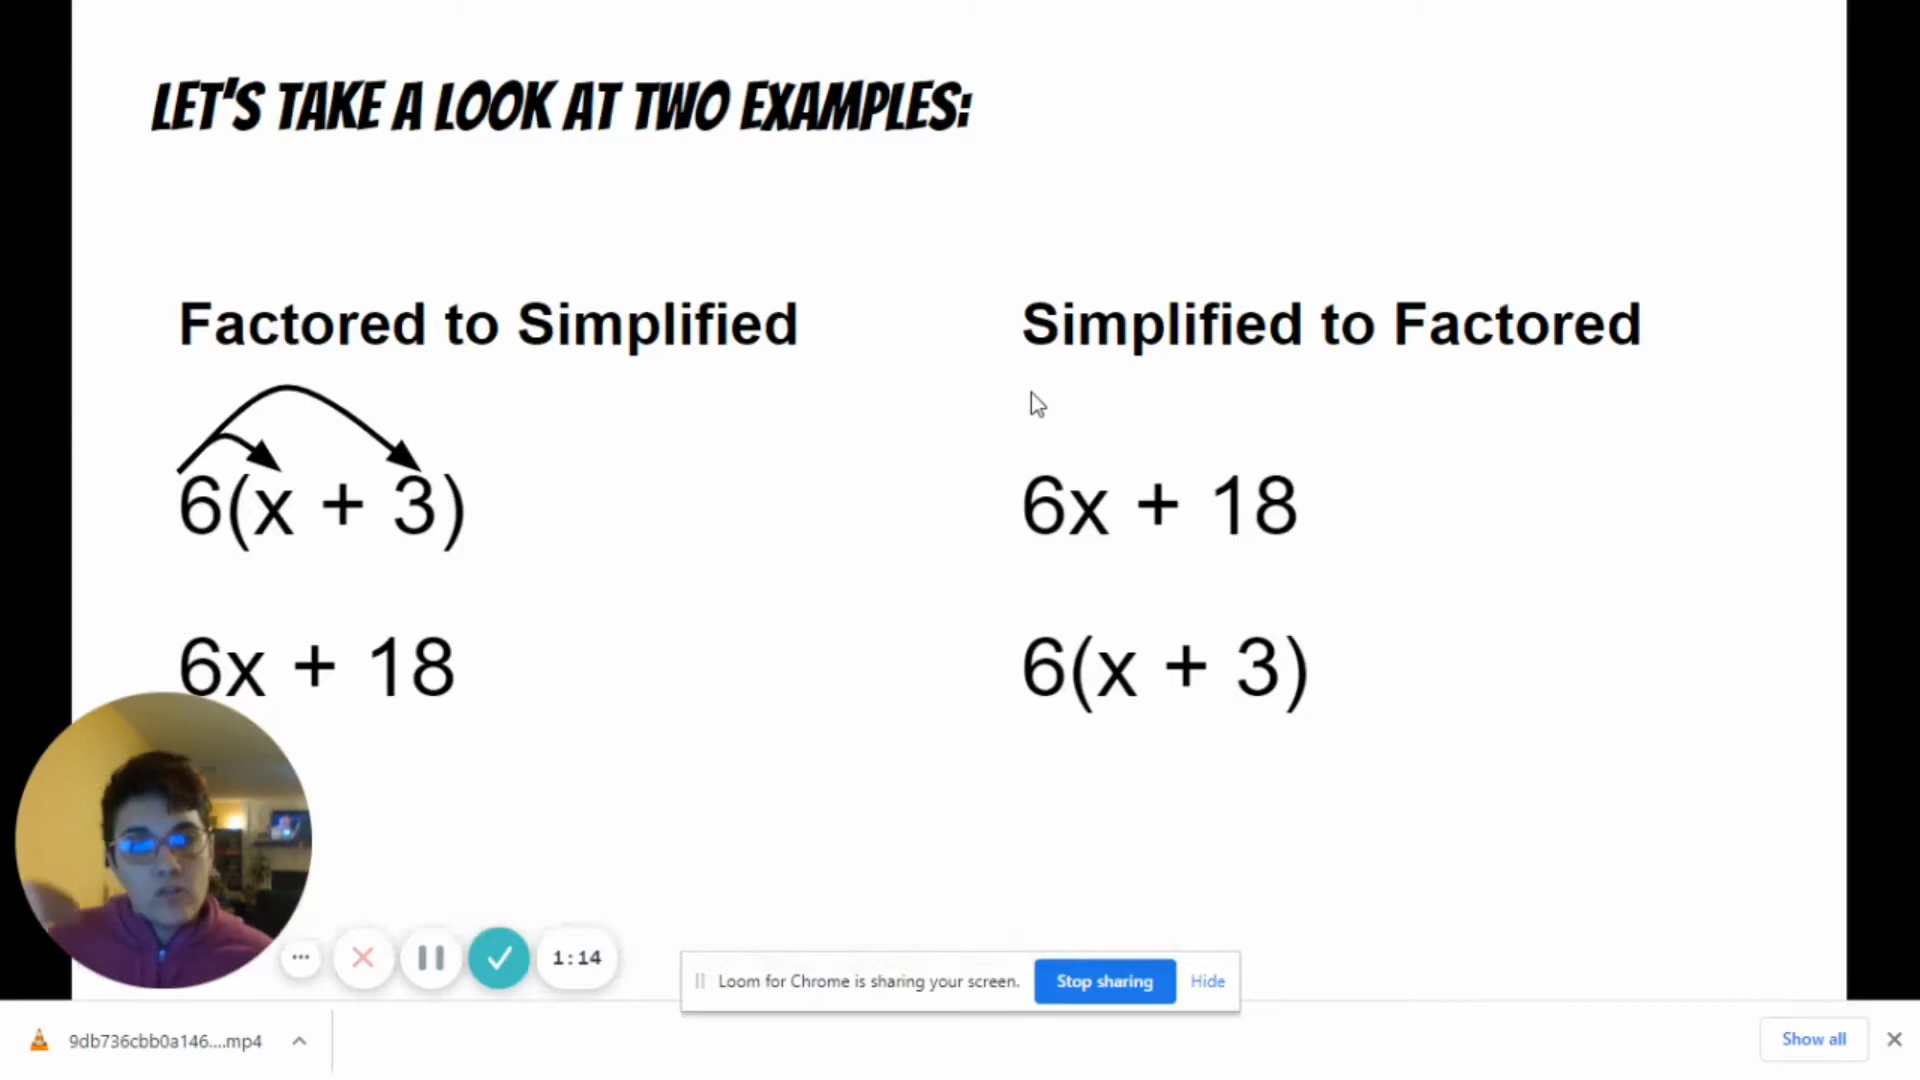 LET'S TAKE A LOOK AT TWO EXAMPLES:
Factored to Simplified
6(x + 3)
6x + 18
Simplified to Factored
6x + 18
6(x + 3)
1:14
Loom for Chrome is sharing your screen. Stop sharing Hide
9db736cbb0a146....mp4
Show all